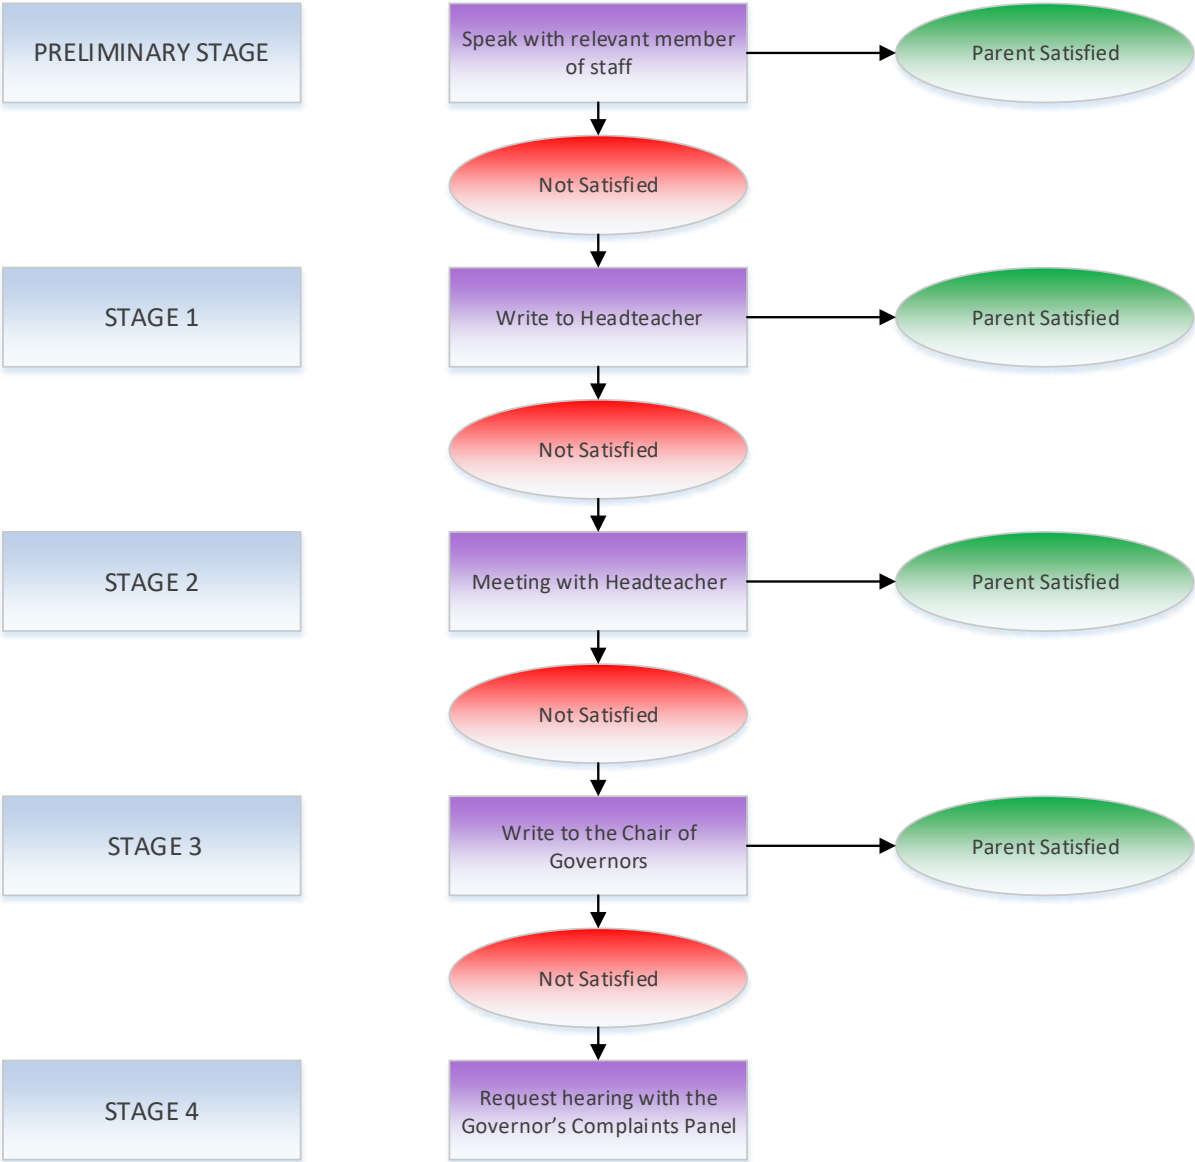 PRELIMINARY STAGE
Speak with relevant member
of staff
Parent Satisfied
Not Satisfied
STAGE 1
Write to Headteacher
Parent Satisfied
Not Satisfied
STAGE 2
Meeting with Headteacher
Parent Satisfied
Not Satisfied
STAGE 3
Write to the Chair of
Governors
Parent Satisfied
Not Satisfied
STAGE 4
Request hearing with the
Governor’s Complaints Panel